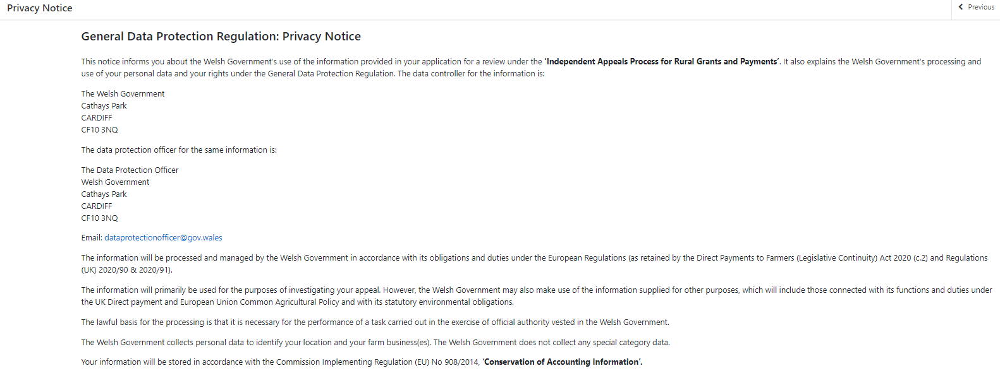 Privacy Notice
Previous
General Data Protection Regulation: Privacy Notice
This notice informs you about the Welsh Government's use of the information provided in your application for a review under the ‘Independent Appeals Process for Rural Grants and Payments’. It also explains the Welsh Government's processing and
use of your personal data and your rights under the General Data Protection Regulation. The data controller for the information is:
The Welsh Government
Cathays Park
CARDIFF
CF10 3NQ
The data protection officer for the same information is:
The Data Protection Officer
Welsh Government
Cathays Park
CARDIFF
CF10 3NQ
Email: dataprotectionofficer@gov.wales
The information will be processed and managed by the Welsh Government in accordance with its obligations and duties under the European Regulations (as retained by the Direct Payments to Farmers (Legislative Continuity) Act 2020 (c.2) and Regulations
(UK) 2020/90 & 2020/91).
The information will primarily be used for the purposes of investigating your appeal. However, the Welsh Government may also make use of the information supplied for other purposes, which will include those connected with its functions and duties under
the UK Direct payment and European Union Common Agricultural Policy and with its statutory environmental obligations.
The lawful basis for the processing is that it is necessary for the performance of a task carried out in the exercise of official authority vested in the Welsh Government.
The Welsh Government collects personal data to identify your location and your farm business(es). The Welsh Government does not collect any special category data.
Your information will be stored in accordance with the Commission Implementing Regulation (EU) No 908/2014, ‘Conservation of Accounting Information’.